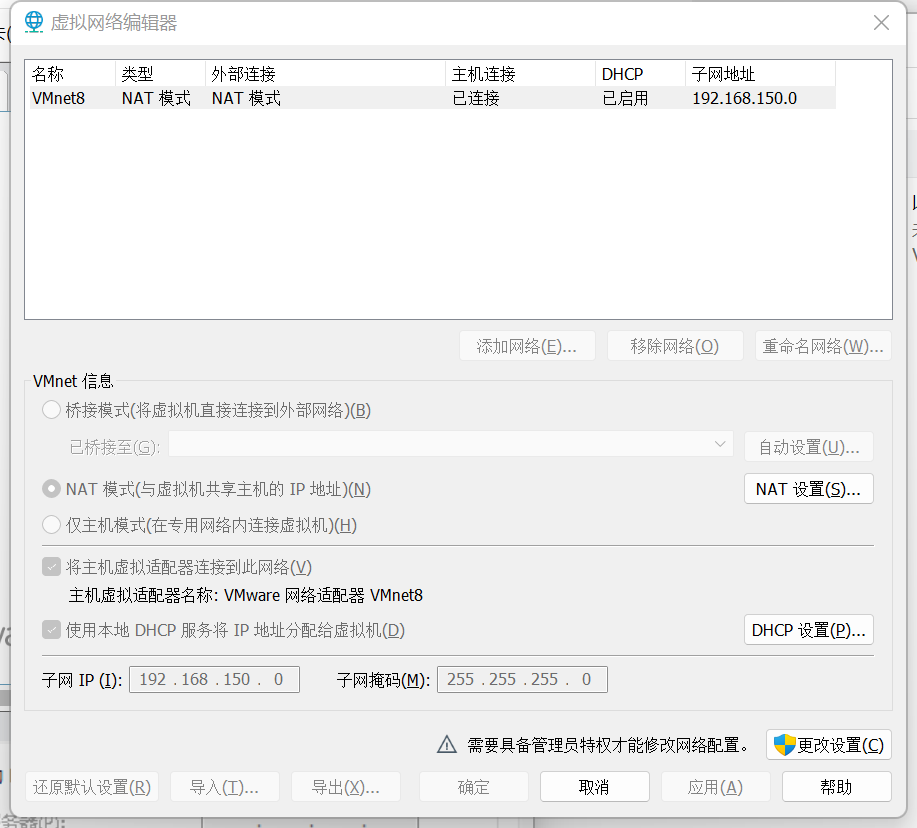 虚拟网络编辑器
名称 类型 外部连接 主机连接 DHCP 子网地址
VMnet8 NAT 模式 NAT 模式 已连接 已启用 192.168.150.0
添加网络(E)... 移除网络(O) 重命名网络(W)...
VMnet 信息
桥接模式(将虚拟机直接连接到外部网络)(B)
已桥接至(G): 自动设置(U)...
NAT 模式(与虚拟机共享主机的 IP 地址)(N) NAT 设置(S)...
仅主机模式(在专用网络内连接虚拟机)(H)
将主机虚拟适配器连接到此网络(V)
主机虚拟适配器名称: VMware 网络适配器 VMnet8
使用本地 DHCP 服务将 IP 地址分配给虚拟机(D) DHCP 设置(P)...
子网 IP (I): 192 . 168 . 150 . 0 子网掩码(M): 255 . 255 . 255 . 0
需要具备管理员特权才能修改网络配置。 更改设置(C)
还原默认设置(R) 导入(T)... 导出(X)... 确定 取消 应用(A) 帮助